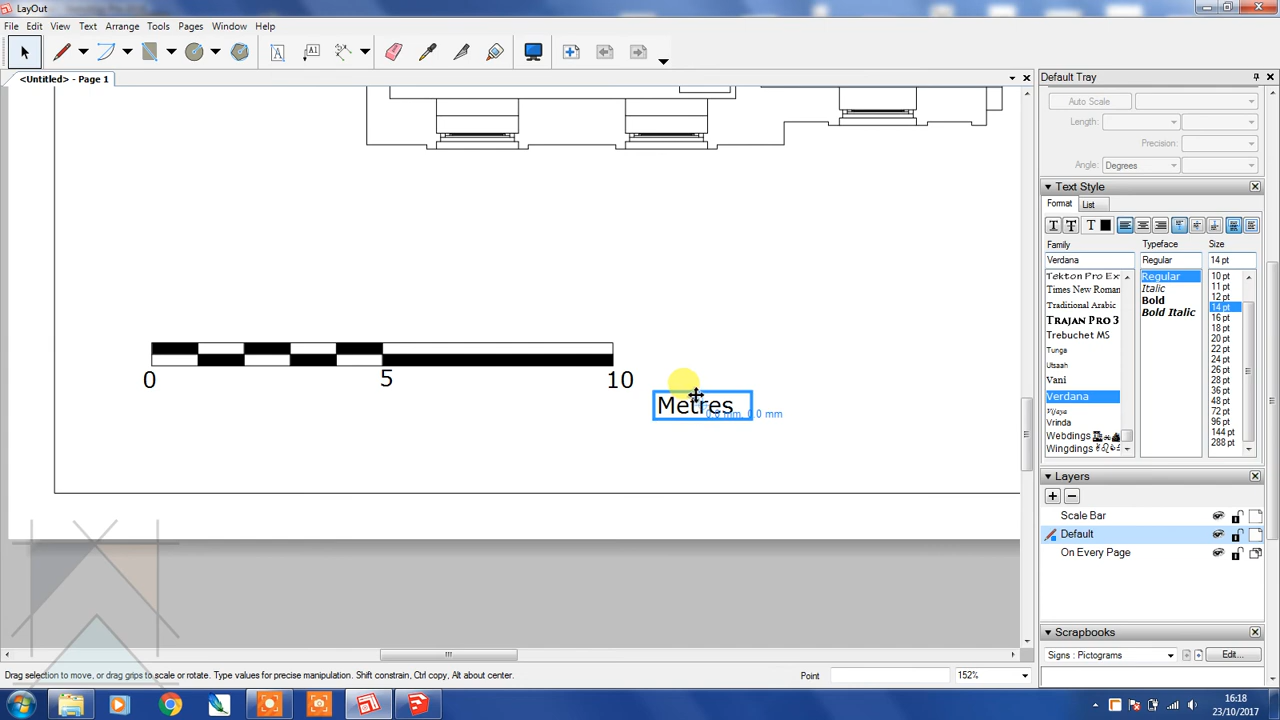 LayOut
File Edit View Text Arrange Tools Pages Window Help
A
A1
<Untitled> - Page 1
Default Tray
Auto Scale
Length:
Precision:
Angle: Degrees
Text Style
Format List
T T T
Family Typeface Size
Verdana Regular 14 pt
Tekton Pro Ex
Times New Roman
Traditional Arabic
TRAJAN PRO 3
Trebuchet MS
Tunga
Utsaah
Vani
Verdana
Vijaya
Vrinda
Webdings
Wingdings
Regular
Italic
Bold
Bold Italic
10 pt
11 pt
12 pt
14 pt
16 pt
18 pt
20 pt
22 pt
24 pt
26 pt
36 pt
48 pt
72 pt
96 pt
144 pt
288 pt
0 5 10
Metres
0.0 mm, 0.0 mm
Layers
Scale Bar
Default
On Every Page
Scrapbooks
Signs : Pictograms Edit...
Drag selection to move, or drag grips to scale or rotate. Type values for precise manipulation. Shift constrain, Ctrl copy, Alt about center.
Point
152%
16:18
23/10/2017